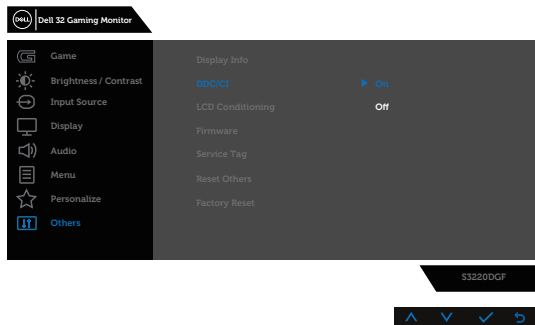 DELL
Dell 32 Gaming Monitor
Game
Brightness / Contrast
Input Source
Display
Audio
Menu
Personalize
Others
Display Info
DDC/CI
On
LCD Conditioning
Off
Firmware
Service Tag
Reset Others
Factory Reset
S3220DGF